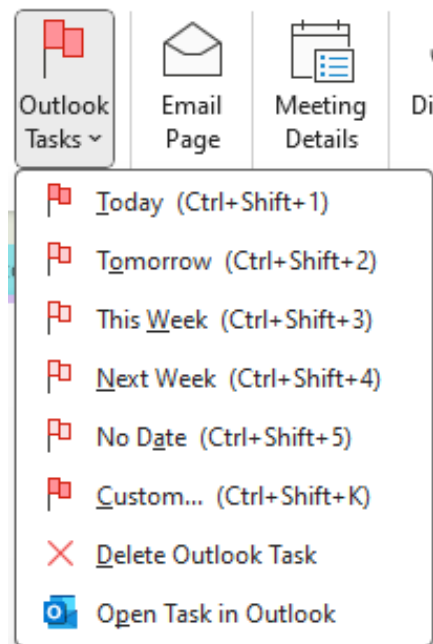 Outlook Tasks
Email Page
Meeting Details
Di
Today (Ctrl+Shift+1)
Tomorrow (Ctrl+Shift+2)
This Week (Ctrl+Shift+3)
Next Week (Ctrl+Shift+4)
No Date (Ctrl+Shift+5)
Custom... (Ctrl+Shift+K)
Delete Outlook Task
Open Task in Outlook